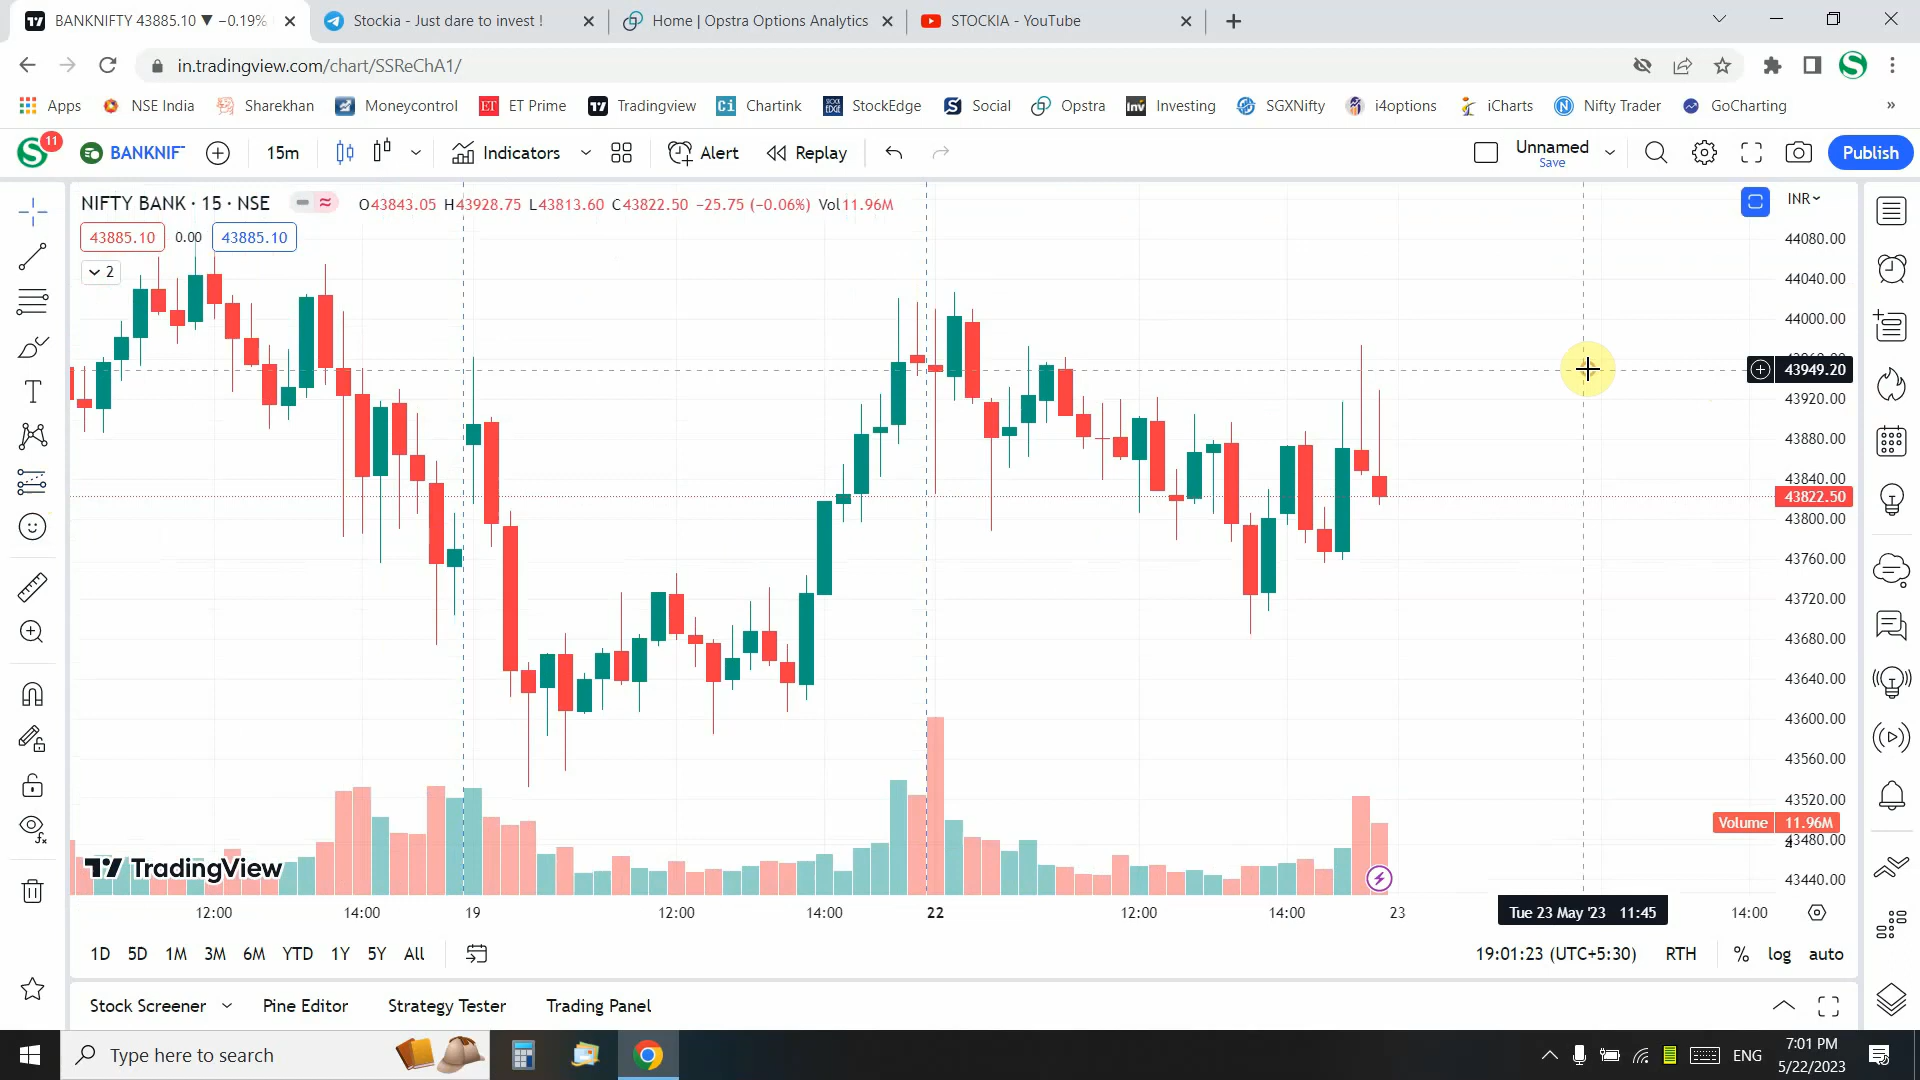 BANKNIFTY 43885.10 ▼ −0.19%
Stockia - Just dare to invest !
Home | Opstra Options Analytics
STOCKIA - YouTube
in.tradingview.com/chart/SSReChA1/
Apps NSE India Sharekhan Moneycontrol ET Prime Tradingview Chartink StockEdge Social Opstra Investing SGXNifty i4options iCharts Nifty Trader GoCharting »
11 BANKNIF 15m Indicators Alert Replay Unnamed Save Publish
NIFTY BANK · 15 · NSE O43843.05 H43928.75 L43813.60 C43822.50 −25.75 (−0.06%) Vol11.96M INR
43885.10 0.00 43885.10
2
44080.00
44040.00
44000.00
43949.20
43920.00
43880.00
43840.00
43822.50
43800.00
43760.00
43720.00
43680.00
43640.00
43600.00
43560.00
43520.00
Volume 11.96M
43480.00
TradingView
43440.00
12:00 14:00 19 12:00 14:00 22 12:00 14:00 23 Tue 23 May '23 11:45 14:00
1D 5D 1M 3M 6M YTD 1Y 5Y All 19:01:23 (UTC+5:30) RTH % log auto
Stock Screener Pine Editor Strategy Tester Trading Panel
Type here to search
ENG
7:01 PM
5/22/2023